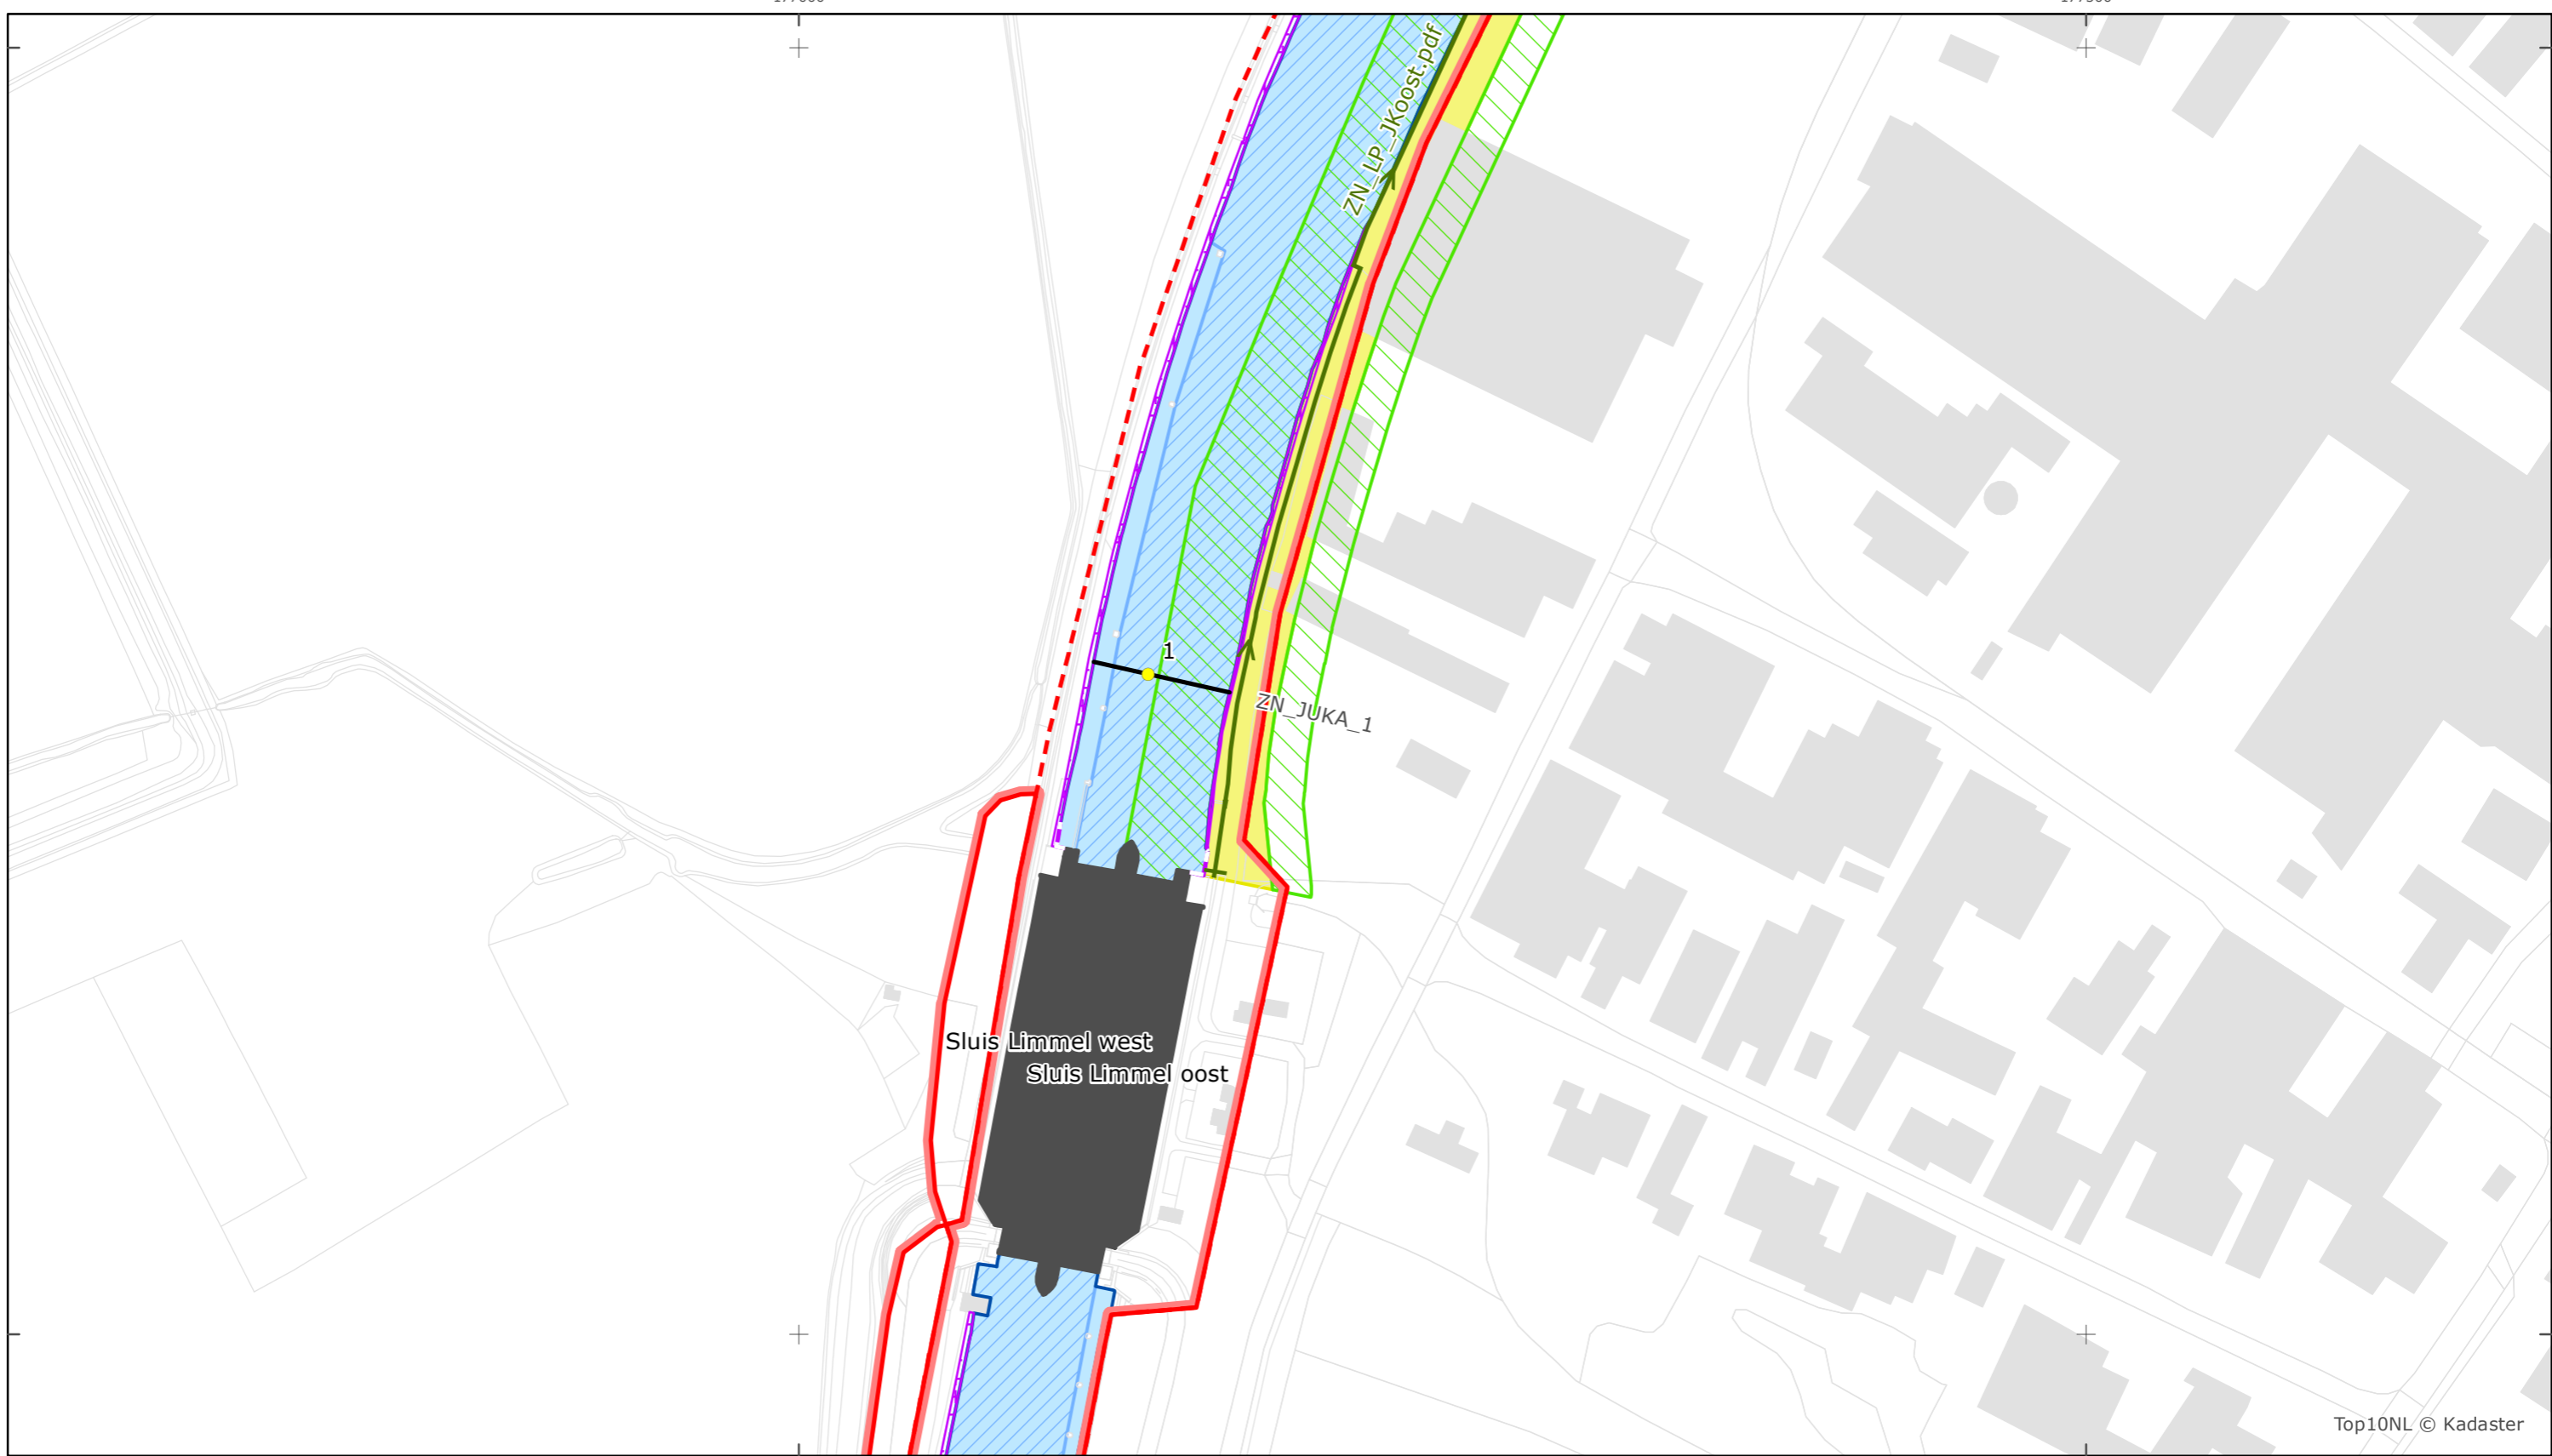 ZN_LP_JKoost.pdf
1
ZN_JUKA_1
Sluis Limmel west
Sluis Limmel oost
Top10NL © Kadaster